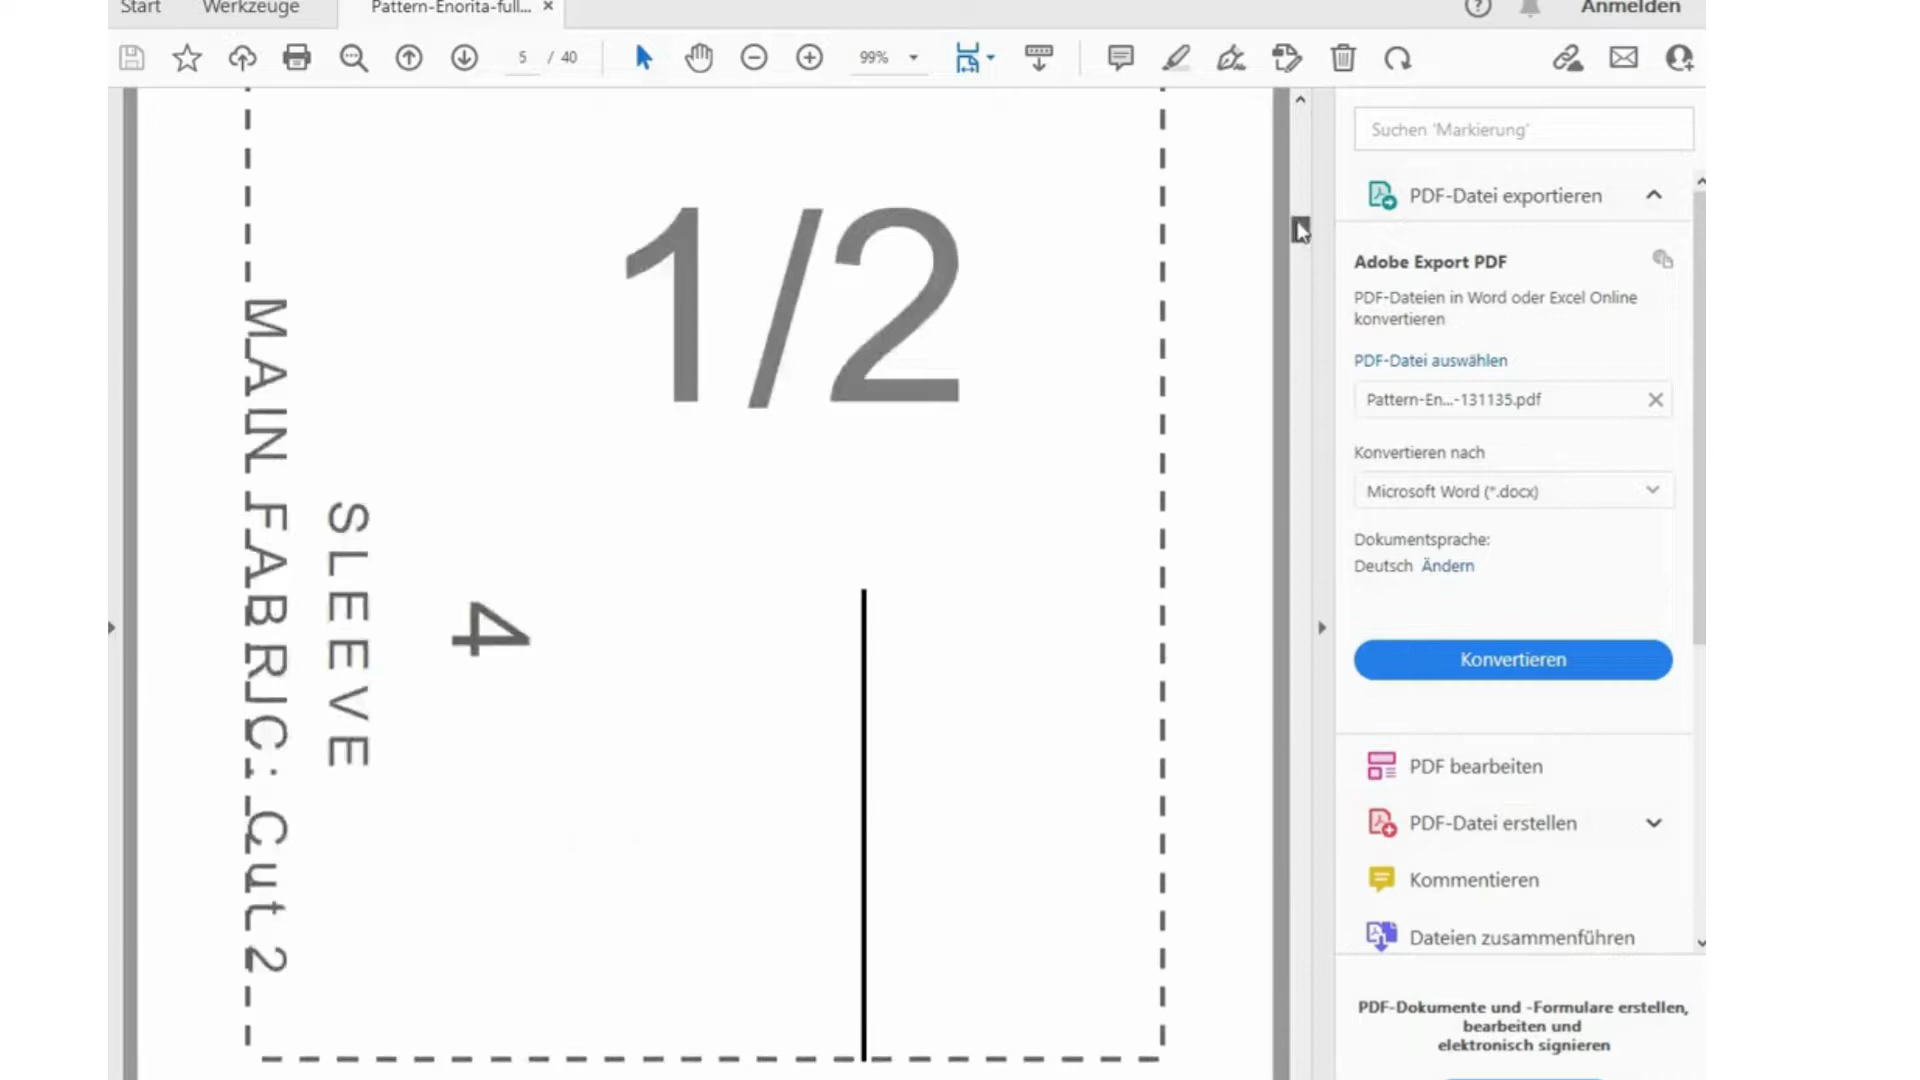 Start
Werkzeuge
Pattern-Enorita-full...
Anmelden
5 / 40
99%
1/2
MAIN FABRIC: Cut 2
SLEEVE
4
Suchen 'Markierung'
PDF-Datei exportieren
Adobe Export PDF
PDF-Dateien in Word oder Excel Online
konvertieren
PDF-Datei auswählen
Pattern-En...-131135.pdf
Konvertieren nach
Microsoft Word (*.docx)
Dokumentsprache:
Deutsch Ändern
Konvertieren
PDF bearbeiten
PDF-Datei erstellen
Kommentieren
Dateien zusammenführen
PDF-Dokumente und -Formulare erstellen,
bearbeiten und
elektronisch signieren